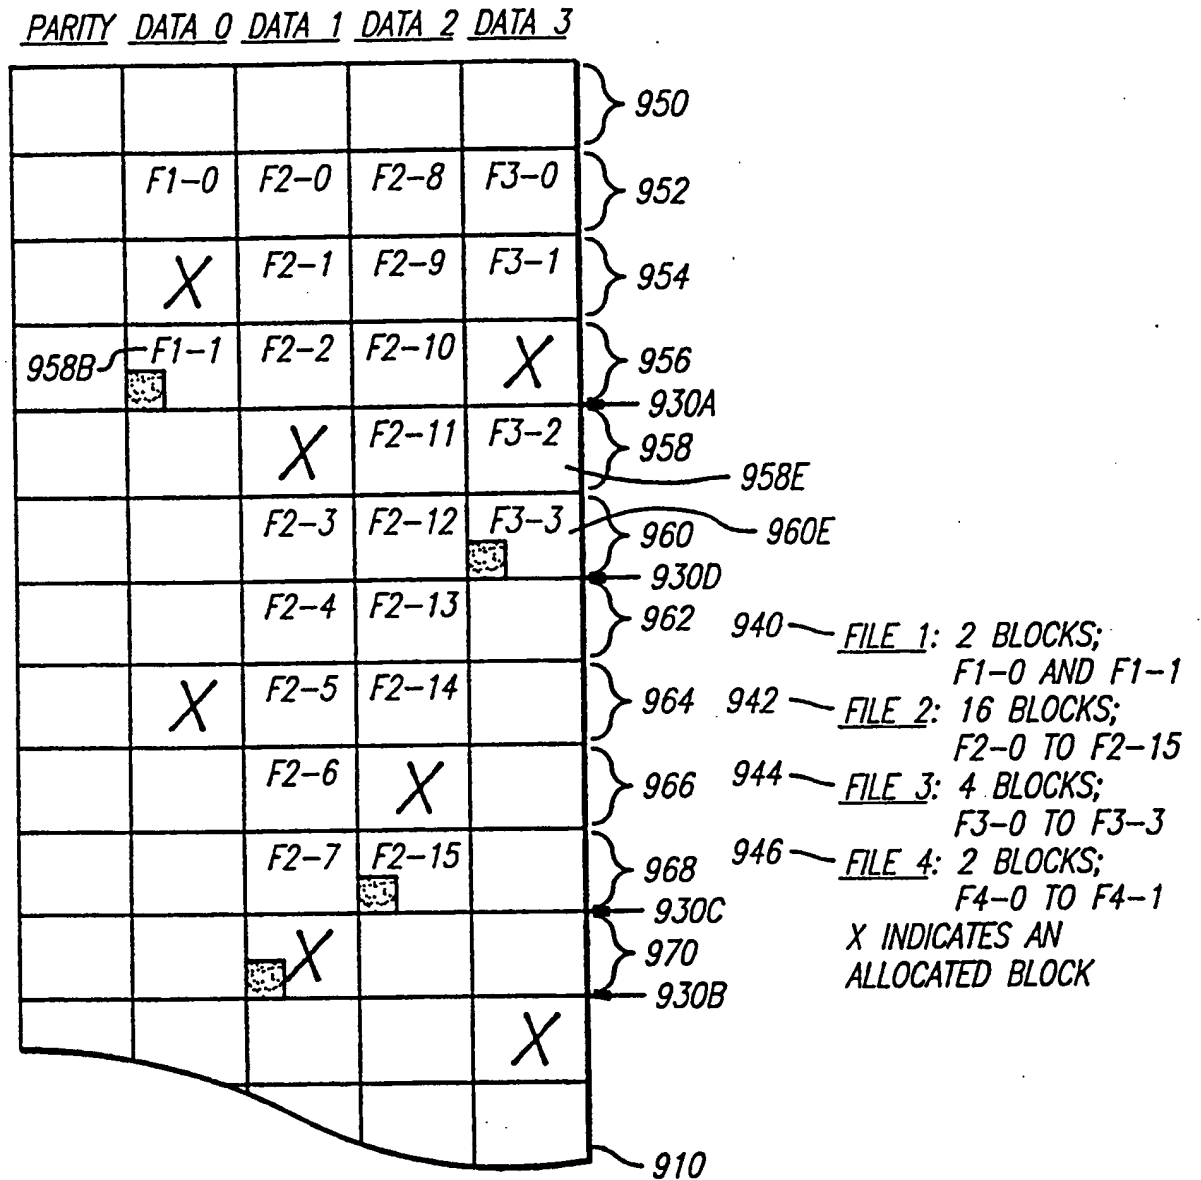 PARITY DATA 0 DATA 1 DATA 2 DATA 3
950
F1-0 F2-0 F2-8 F3-0 952
X F2-1 F2-9 F3-1 954
958B F1-1 F2-2 F2-10 X 956
930A
X F2-11 F3-2 958
958E
F2-3 F2-12 F3-3 960 960E
930D
F2-4 F2-13 962
X F2-5 F2-14 964
F2-6 X 966
F2-7 F2-15 968
930C
X 970
930B
X
910
940 FILE 1: 2 BLOCKS;
F1-0 AND F1-1
942 FILE 2: 16 BLOCKS;
F2-0 TO F2-15
944 FILE 3: 4 BLOCKS;
F3-0 TO F3-3
946 FILE 4: 2 BLOCKS;
F4-0 TO F4-1
X INDICATES AN
ALLOCATED BLOCK